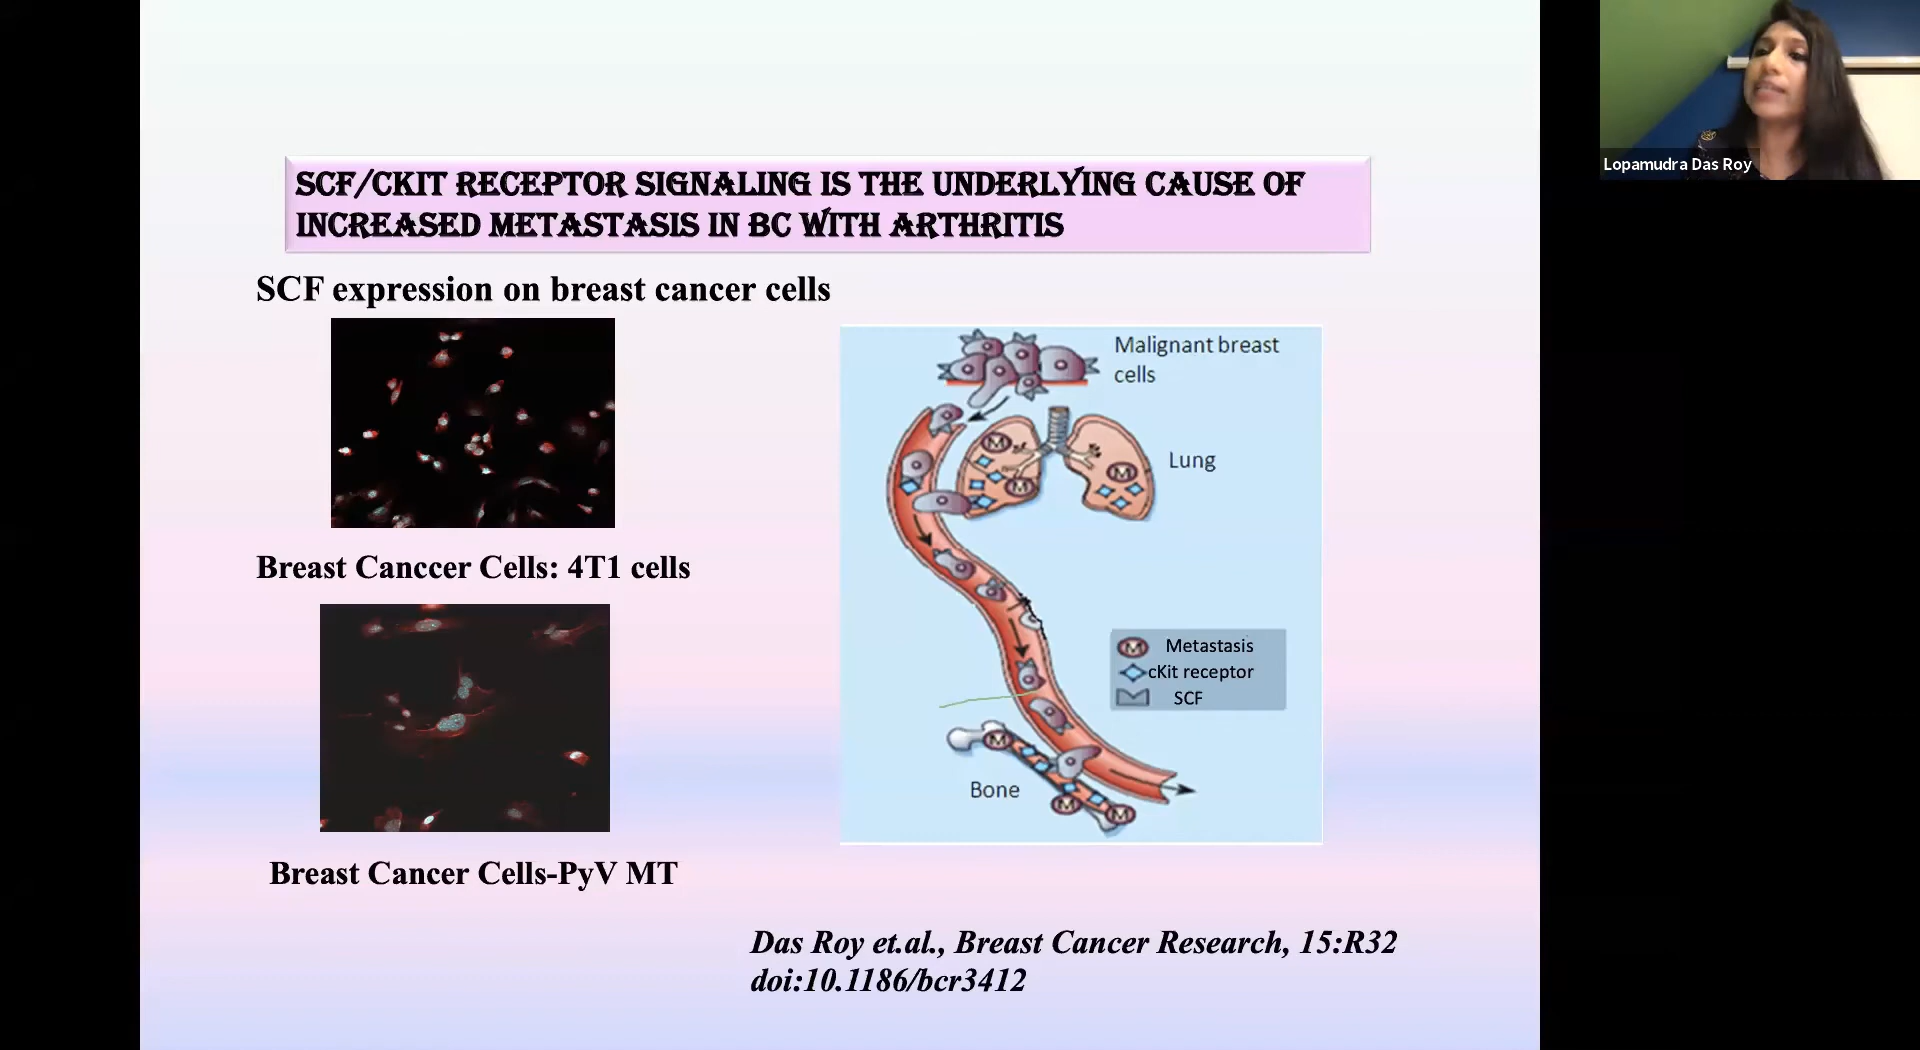 SCF/CKIT RECEPTOR SIGNALING IS THE UNDERLYING CAUSE OF
INCREASED METASTASIS IN BC WITH ARTHRITIS
SCF expression on breast cancer cells
Breast Canccer Cells: 4T1 cells
Breast Cancer Cells-PyV MT
Malignant breast
cells
M
M
M
Lung
M Metastasis
cKit receptor
SCF
M
M
M
Bone
Das Roy et.al., Breast Cancer Research, 15:R32
doi:10.1186/bcr3412
Lopamudra Das Roy